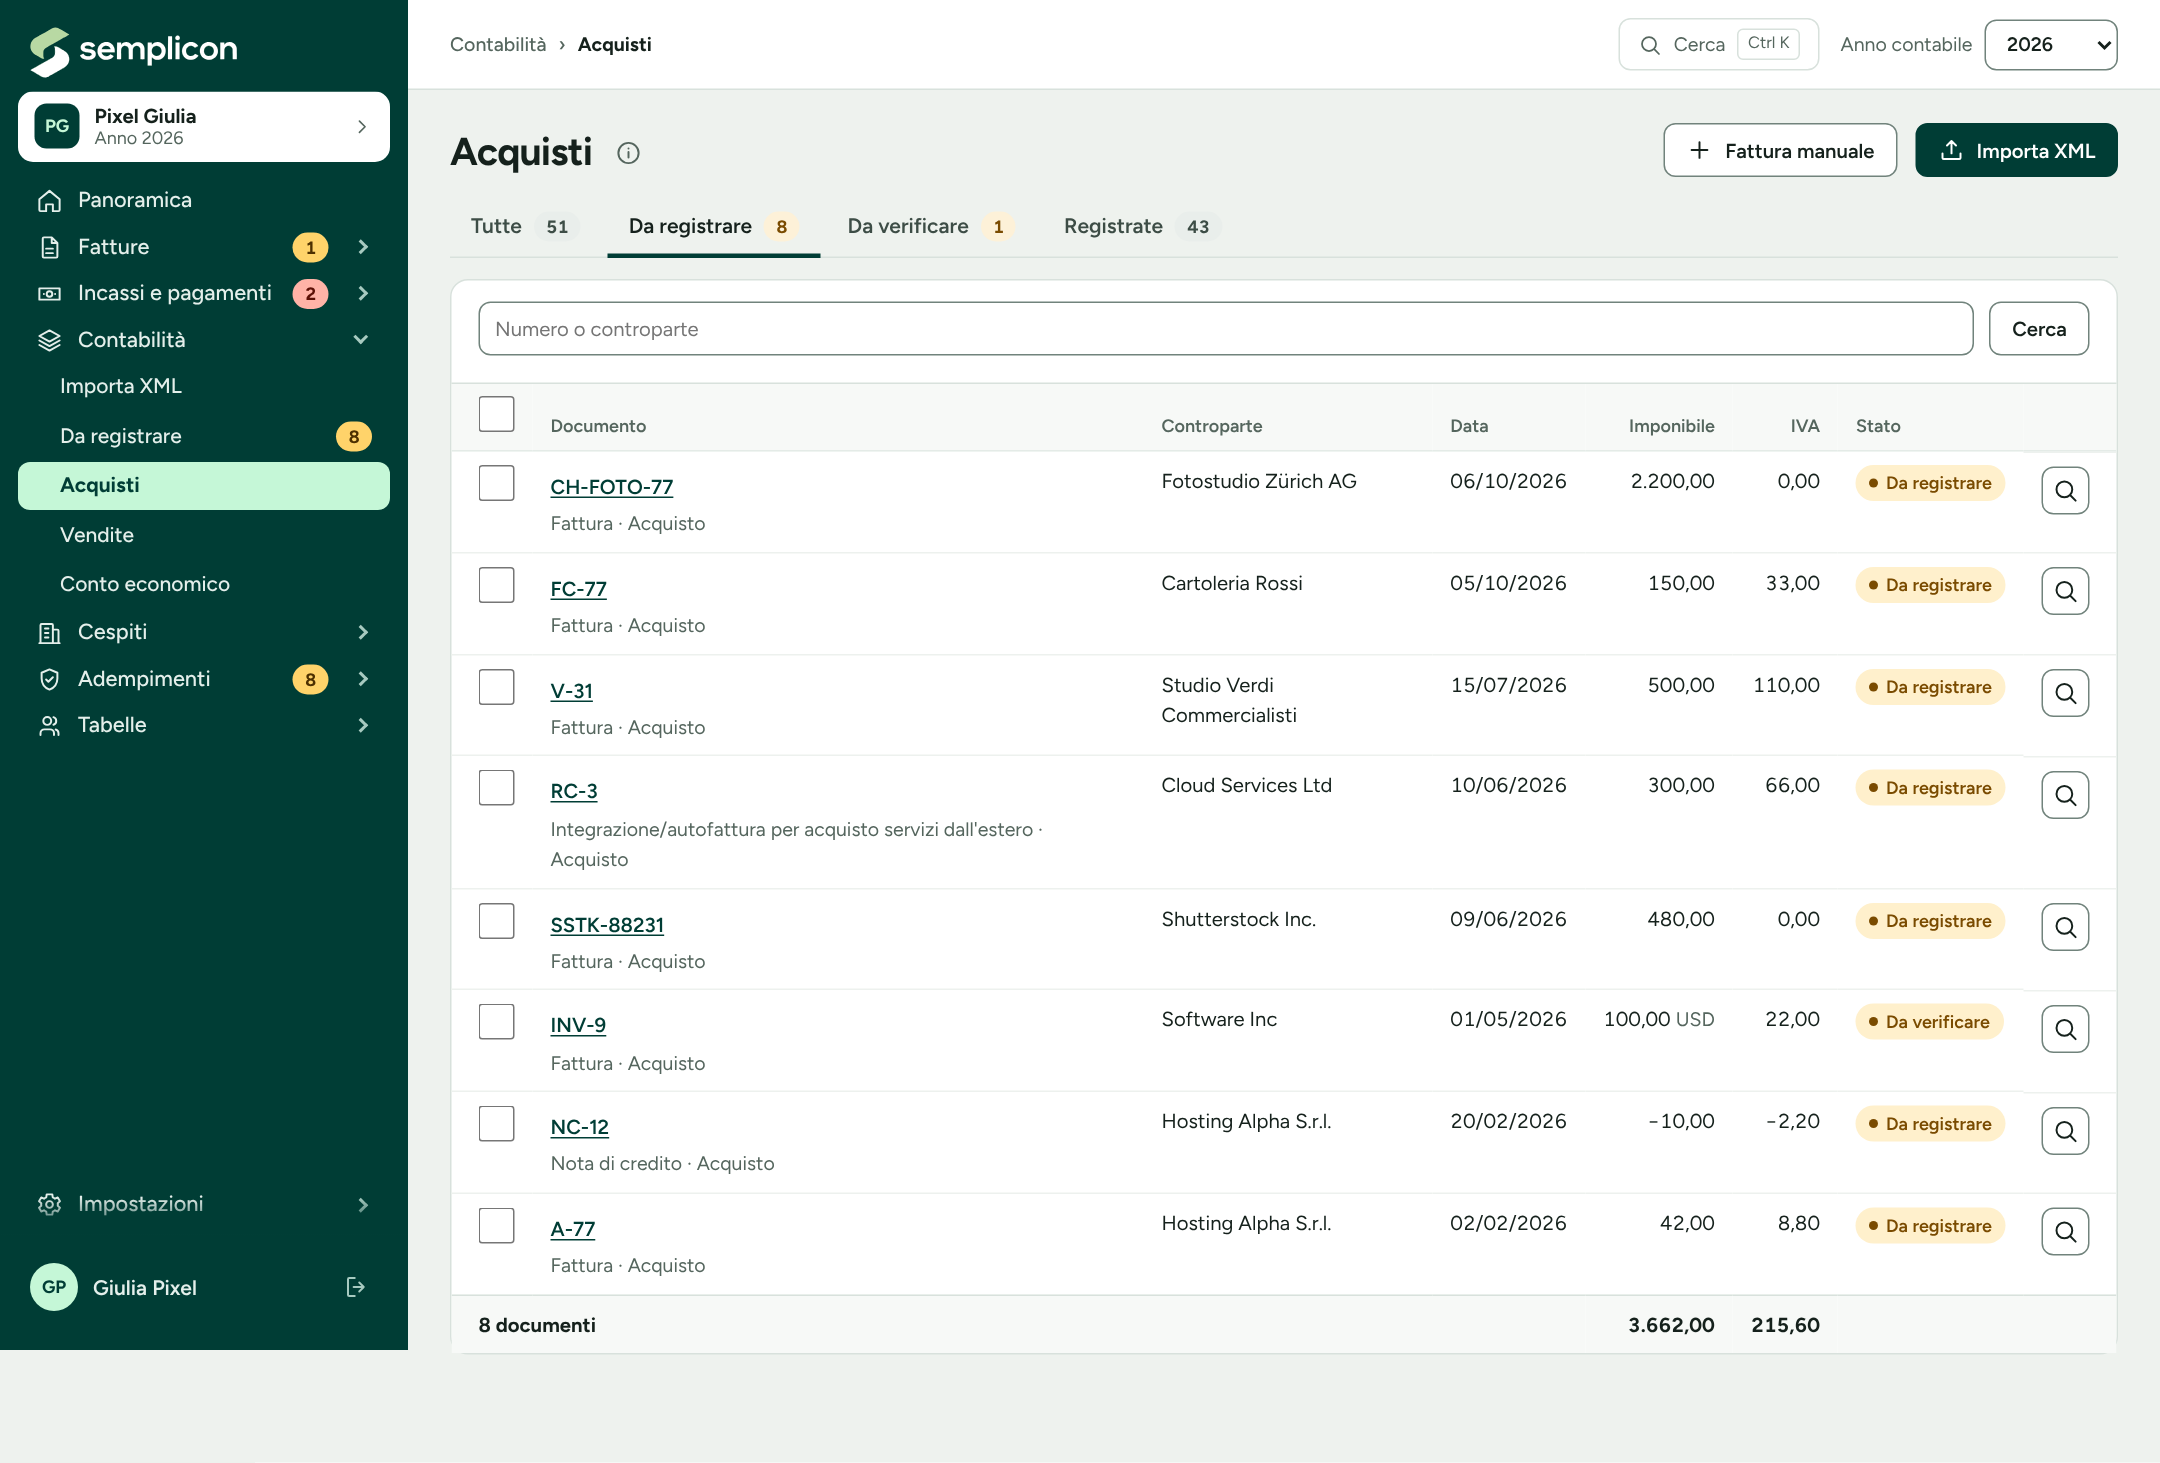 semplicon
PG
Pixel Giulia
Anno 2026
Panoramica
Fatture 1
Incassi e pagamenti 2
Contabilità
Importa XML
Da registrare 8
Acquisti
Vendite
Conto economico
Cespiti
Adempimenti 8
Tabelle
Impostazioni
GP Giulia Pixel
Contabilità › Acquisti
Cerca Ctrl K Anno contabile 2026
Acquisti
Fattura manuale Importa XML
Tutte 51 Da registrare 8 Da verificare 1 Registrate 43
Numero o controparte Cerca
Documento Controparte Data Imponibile IVA Stato
CH-FOTO-77 Fotostudio Zürich AG 06/10/2026 2.200,00 0,00 Da registrare
Fattura · Acquisto
FC-77 Cartoleria Rossi 05/10/2026 150,00 33,00 Da registrare
Fattura · Acquisto
V-31 Studio Verdi 15/07/2026 500,00 110,00 Da registrare
Commercialisti
Fattura · Acquisto
RC-3 Cloud Services Ltd 10/06/2026 300,00 66,00 Da registrare
Integrazione/autofattura per acquisto servizi dall'estero ·
Acquisto
SSTK-88231 Shutterstock Inc. 09/06/2026 480,00 0,00 Da registrare
Fattura · Acquisto
INV-9 Software Inc 01/05/2026 100,00 USD 22,00 Da verificare
Fattura · Acquisto
NC-12 Hosting Alpha S.r.l. 20/02/2026 −10,00 −2,20 Da registrare
Nota di credito · Acquisto
A-77 Hosting Alpha S.r.l. 02/02/2026 42,00 8,80 Da registrare
Fattura · Acquisto
8 documenti 3.662,00 215,60